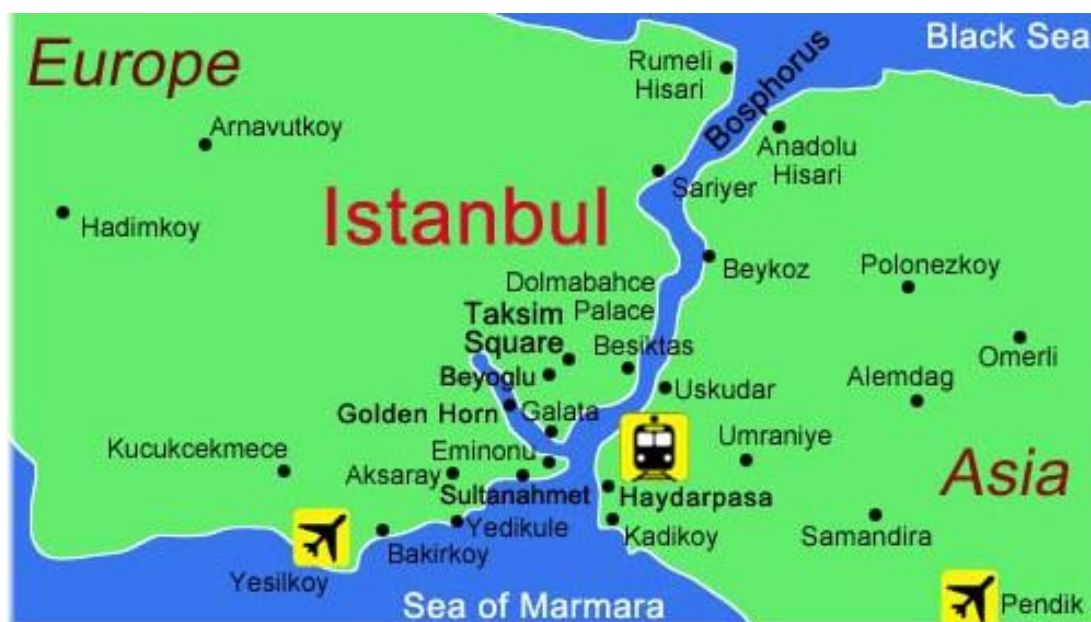 Black Sea
Europe
Rumeli
Hisari
Bosphorus
Arnavutkoy
Anadolu
Hisari
Sariyer
Istanbul
Hadimkoy
Beykoz
Polonezkoy
Dolmabahce
Palace
Taksim
Square
Besiktas
Omerli
Beyoglu
Uskudar
Alemdag
Golden Horn
Galata
Umraniye
Kucukcekmece
Eminonu
Aksaray
Asia
Sultanahmet
Haydarpasa
Yedikule
Kadikoy
Samandira
Bakirkoy
Yesilkoy
Sea of Marmara
Pendik